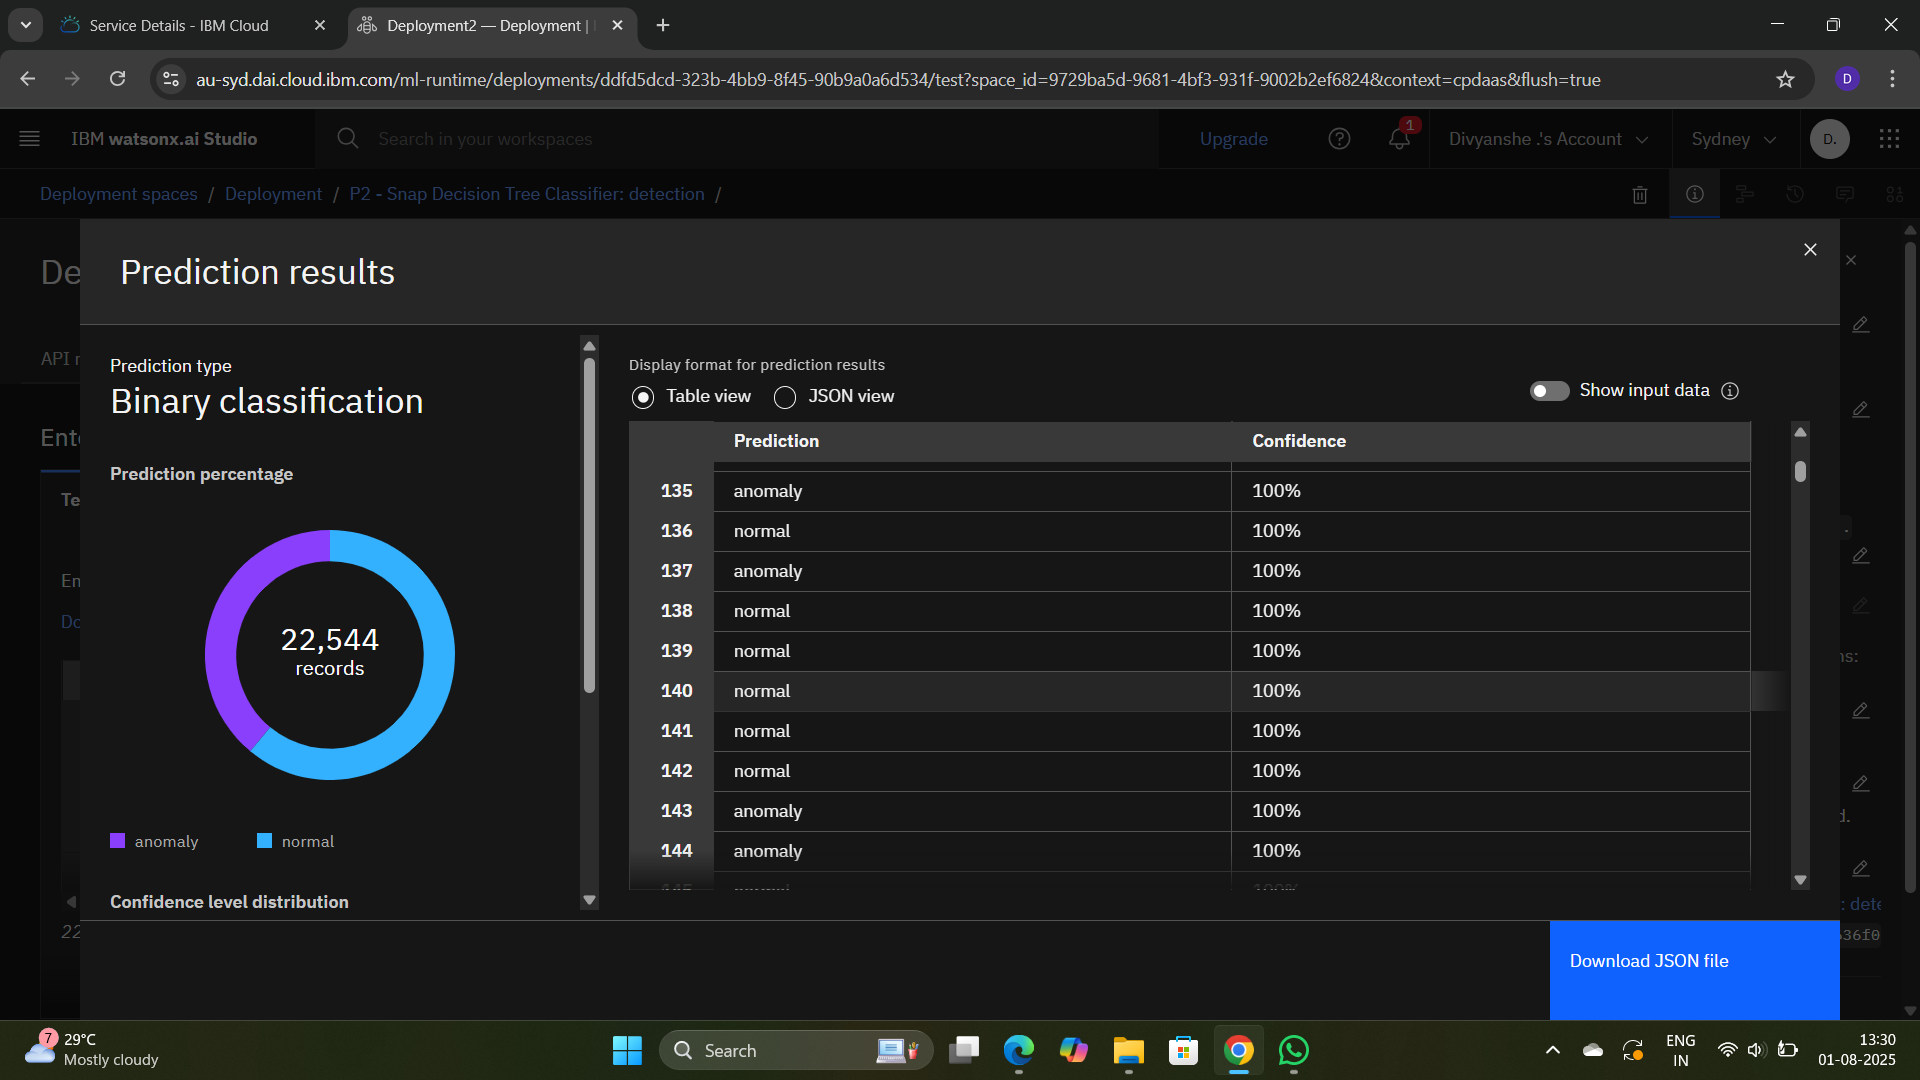 Service Details - IBM Cloud
Deployment2 — Deployment |
au-syd.dai.cloud.ibm.com/ml-runtime/deployments/ddfd5dcd-323b-4bb9-8f45-90b9a0a6d534/test?space_id=9729ba5d-9681-4bf3-931f-9002b2ef6824&context=cpdaas&flush=true
D
IBM watsonx.ai Studio
Search in your workspaces
Upgrade
1
Divyanshe .'s Account
Sydney
D.
Deployment spaces / Deployment / P2 - Snap Decision Tree Classifier: detection /
Prediction results
Prediction type
Binary classification
Prediction percentage
22,544
records
anomaly
normal
Confidence level distribution
Display format for prediction results
Table view
JSON view
Show input data
Prediction Confidence
135 anomaly 100%
136 normal 100%
137 anomaly 100%
138 normal 100%
139 normal 100%
140 normal 100%
141 normal 100%
142 normal 100%
143 anomaly 100%
144 anomaly 100%
Download JSON file
7
29°C
Mostly cloudy
Search
ENG
IN
13:30
01-08-2025